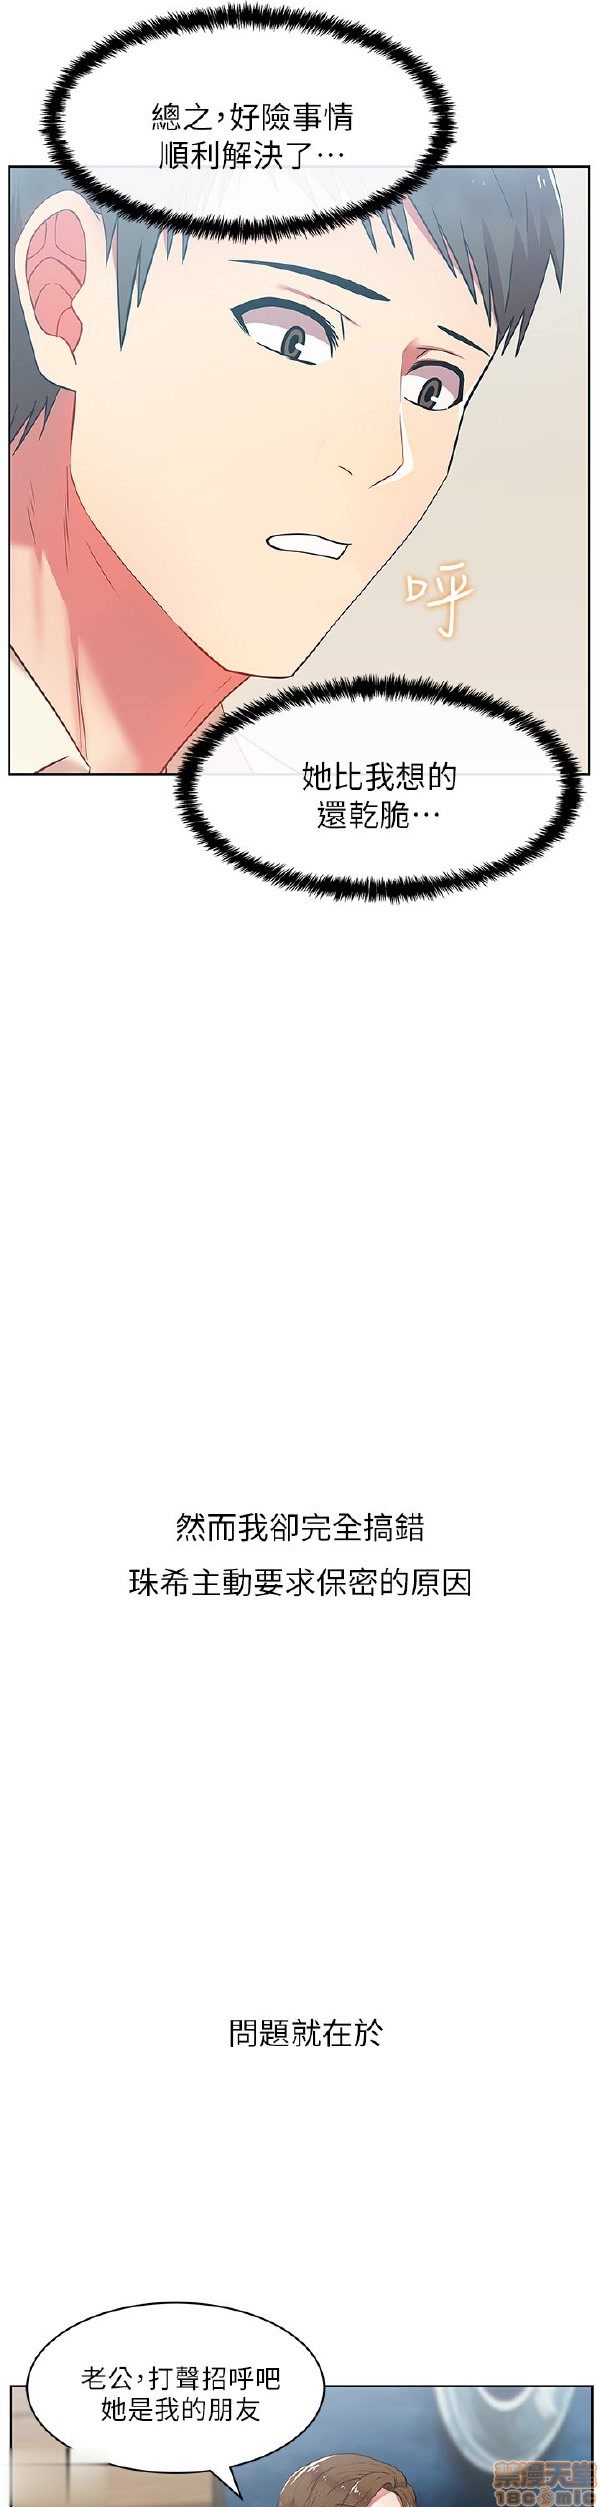 總之,好險事情
順利解決了…
呼
她比我想的
還乾脆…
然而我卻完全搞錯
珠希主動要求保密的原因
問題就在於
老公,打聲招呼吧
她是我的朋友
禁漫天堂
18COMIC